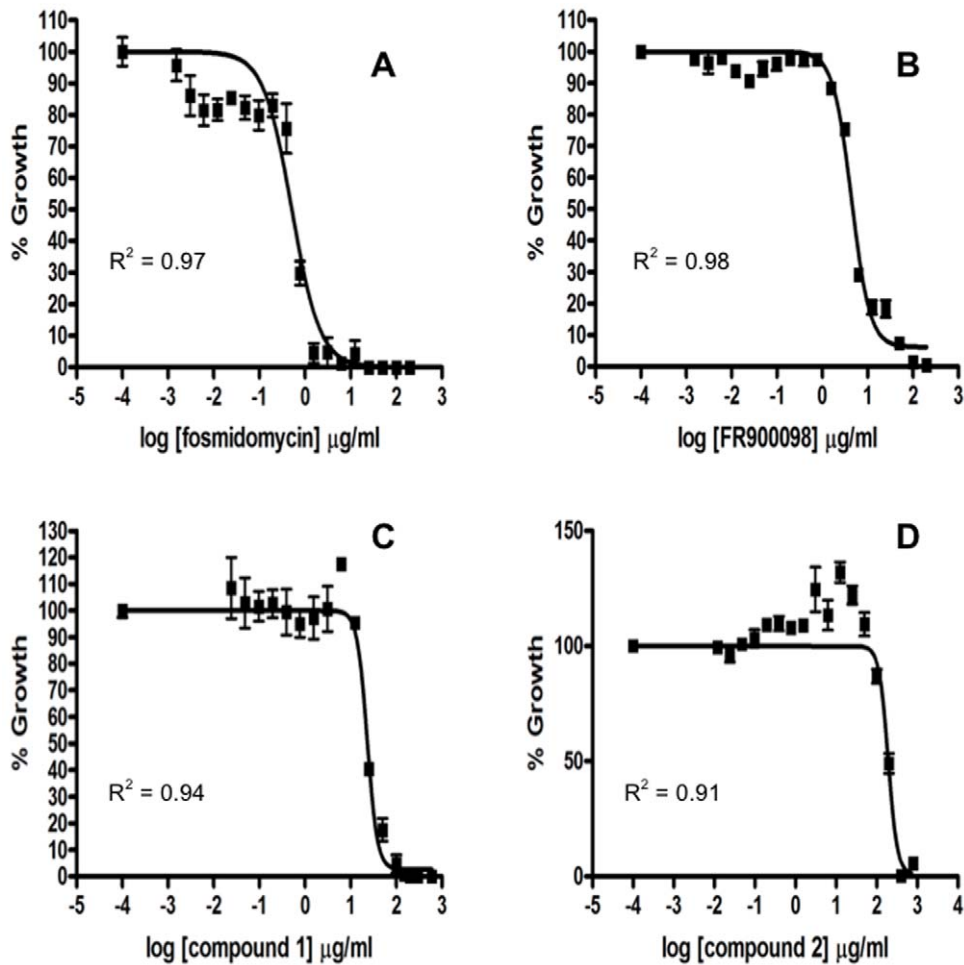 A
% Growth
110
100
90
80
70
60
50
40
30
20
10
0
R² = 0.97
-5 -4 -3 -2 -1 0 1 2 3
log [fosmidomycin] μg/ml
B
% Growth
110
100
90
80
70
60
50
40
30
20
10
0
R² = 0.98
-5 -4 -3 -2 -1 0 1 2 3
log [FR900098] μg/ml
C
% Growth
130
120
110
100
90
80
70
60
50
40
30
20
10
0
R² = 0.94
-5 -4 -3 -2 -1 0 1 2 3
log [compound 1] μg/ml
D
% Growth
150
100
50
0
R² = 0.91
-5 -4 -3 -2 -1 0 1 2 3 4
log [compound 2] μg/ml